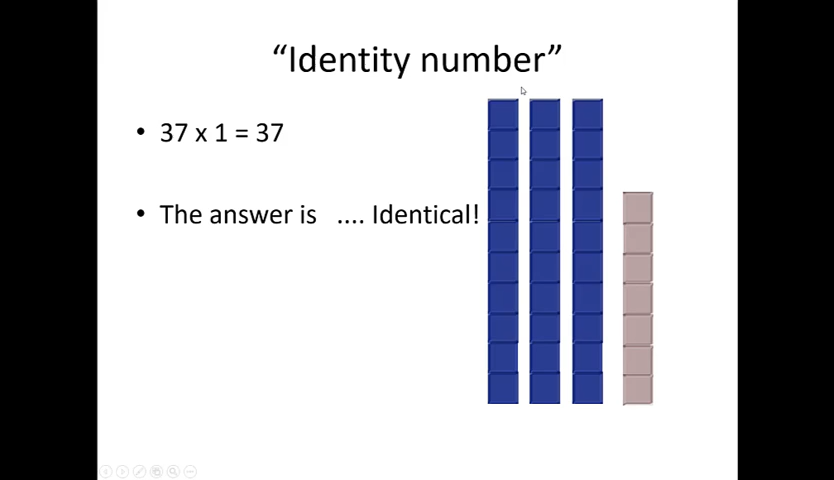 “Identity number”
• 37 x 1 = 37
• The answer is .... Identical!